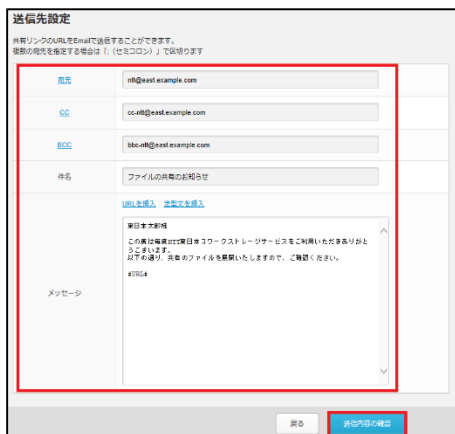 送信先設定
共有リンクのURLをEmailで送信することができます。
複数の宛先を指定する場合は「;（セミコロン）」で区切ります
宛先
ntt@east.example.com
CC
cc-ntt@east.example.com
BCC
bbc-ntt@east.example.com
件名
ファイルの共有のお知らせ
URLを挿入 定型文を挿入
メッセージ
東日本太郎様
この度は毎度NTT東日本コワークストレージサービスをご利用いただきありがと
うございます。
以下の通り、共有のファイルを展開いたしますので、ご確認ください。
#URL#
戻る
送信内容の確認